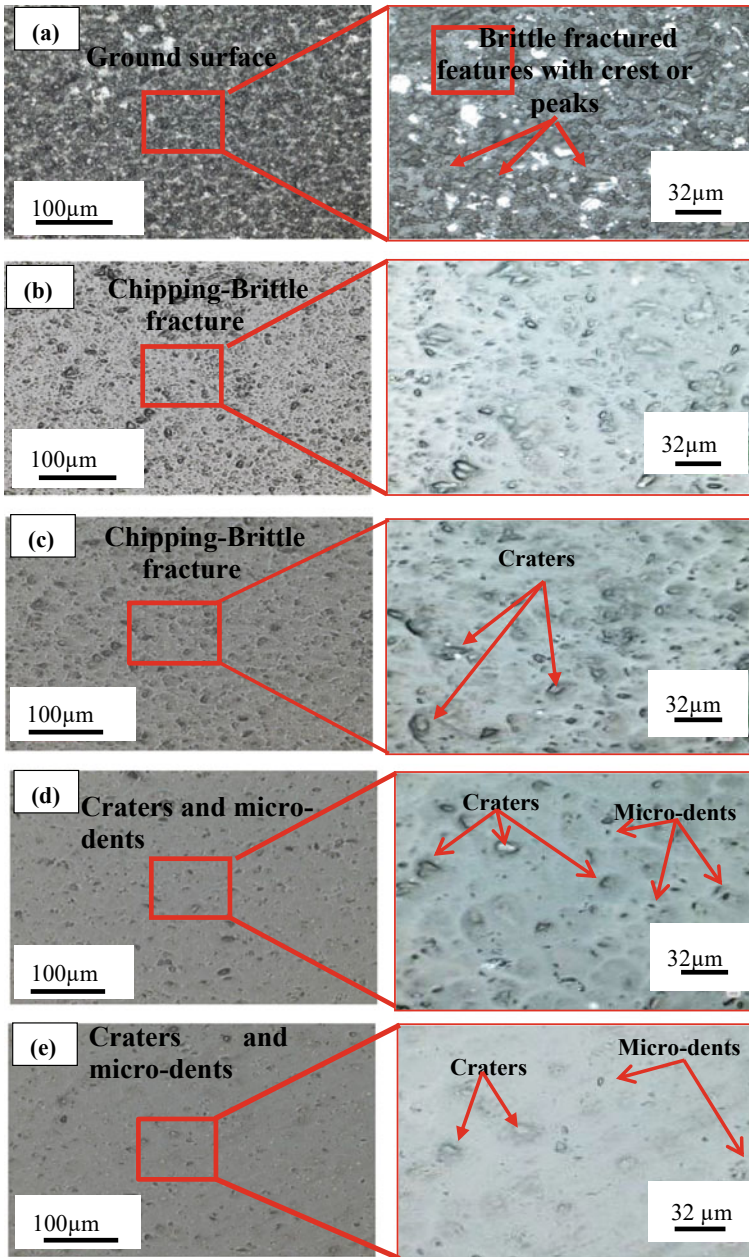 (a)
Ground surface
100µm
Brittle fractured
features with crest or
peaks
32µm
(b)
Chipping-Brittle
fracture
100µm
32µm
(c)
Chipping-Brittle
fracture
100µm
Craters
32µm
(d)
Craters and micro-
dents
100µm
Craters
Micro-dents
32µm
(e)
Craters and
micro-dents
100µm
Craters
Micro-dents
32 µm